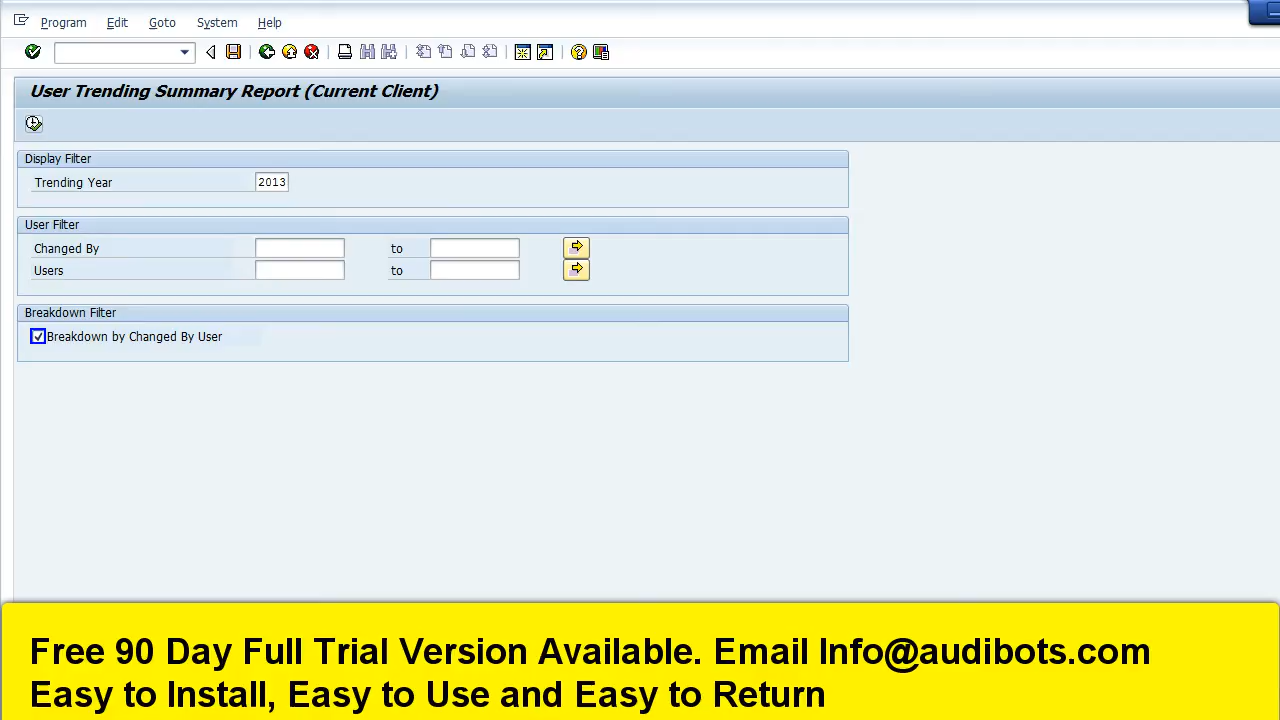 Program Edit Goto System Help
User Trending Summary Report (Current Client)
Display Filter
Trending Year 2013
User Filter
Changed By to
Users to
Breakdown Filter
Breakdown by Changed By User
Free 90 Day Full Trial Version Available. Email Info@audibots.com
Easy to Install, Easy to Use and Easy to Return